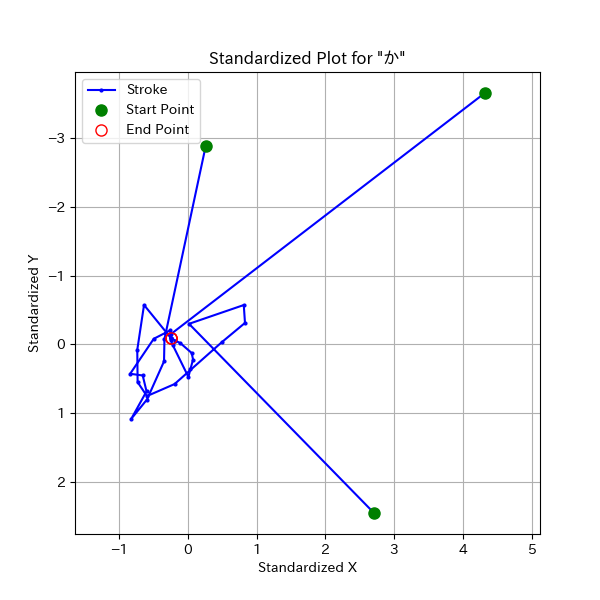 Standardized Plot for "か"
Stroke
Start Point
End Point
Standardized Y
−3
−2
−1
0
1
2
−1 0 1 2 3 4 5
Standardized X